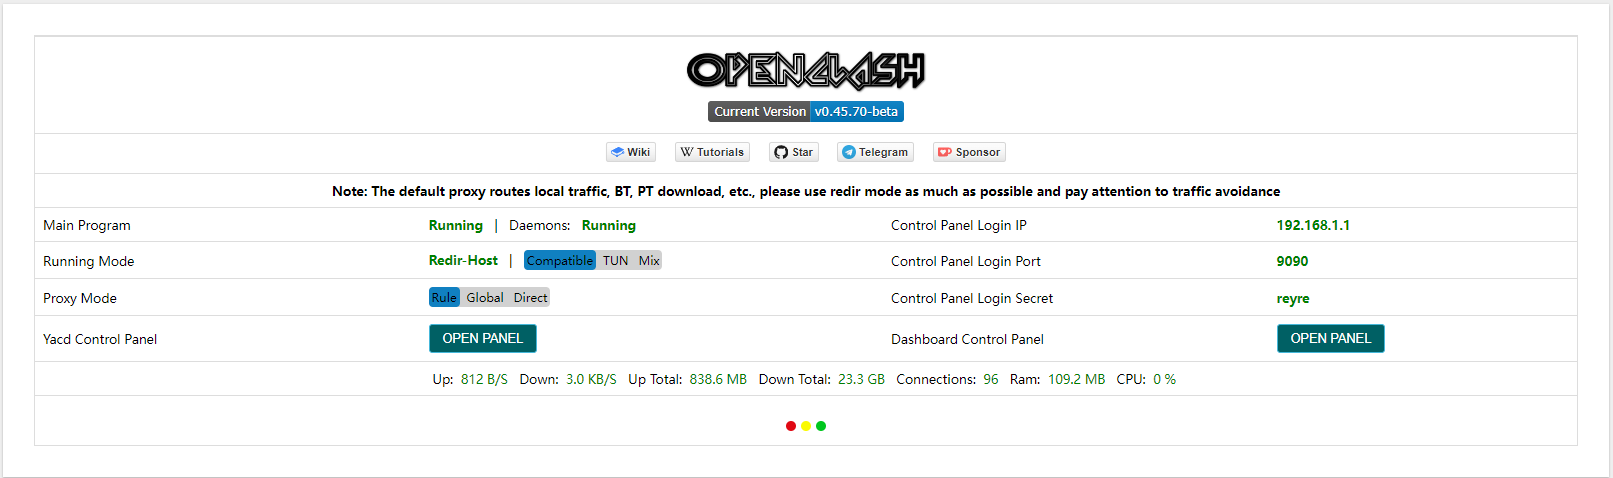 OPENCLASH
Current Version v0.45.70-beta
Wiki Tutorials Star Telegram Sponsor
Note: The default proxy routes local traffic, BT, PT download, etc., please use redir mode as much as possible and pay attention to traffic avoidance
Main Program Running | Daemons: Running Control Panel Login IP 192.168.1.1
Running Mode Redir-Host | Compatible TUN Mix Control Panel Login Port 9090
Proxy Mode Rule Global Direct Control Panel Login Secret reyre
Yacd Control Panel OPEN PANEL Dashboard Control Panel OPEN PANEL
Up: 812 B/S Down: 3.0 KB/S Up Total: 838.6 MB Down Total: 23.3 GB Connections: 96 Ram: 109.2 MB CPU: 0 %